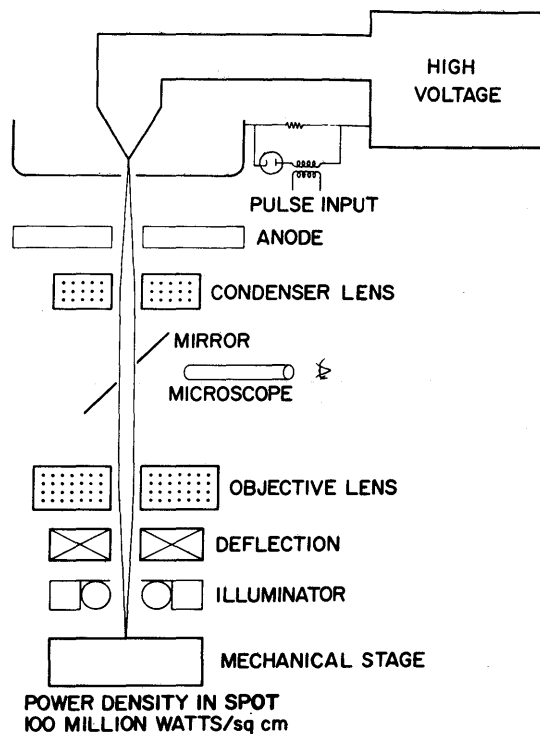 HIGH
VOLTAGE
PULSE INPUT
ANODE
CONDENSER LENS
MIRROR
MICROSCOPE
OBJECTIVE LENS
DEFLECTION
ILLUMINATOR
MECHANICAL STAGE
POWER DENSITY IN SPOT
100 MILLION WATTS/sq cm